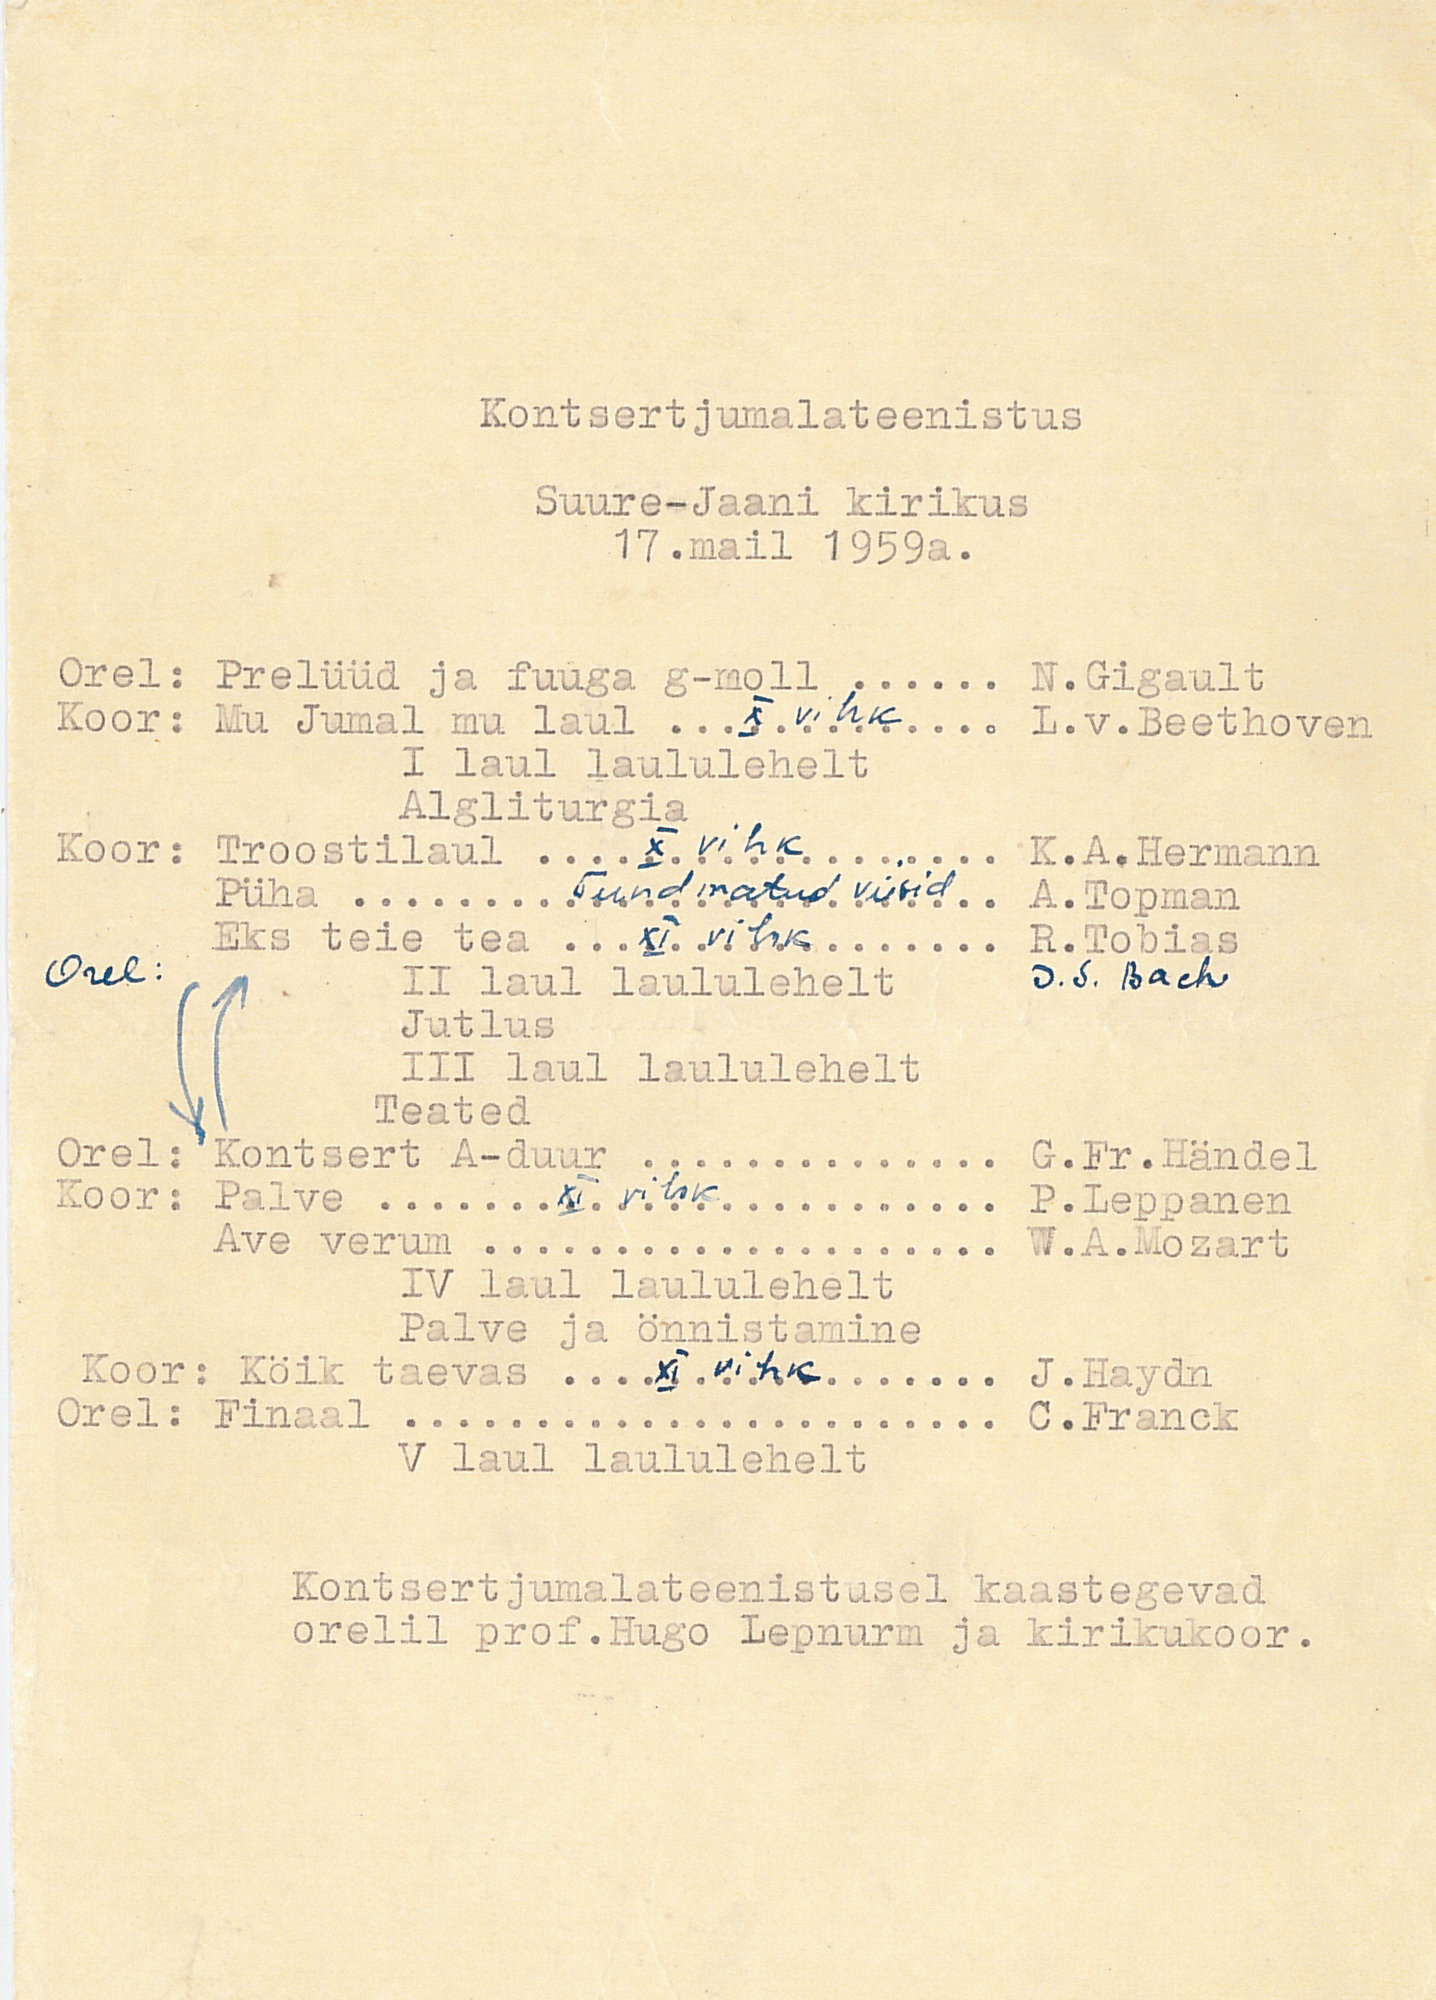 Kontsertjumalateenistus
Suure-Jaani kirikus
17.mail 1959a.
Orel: Prelüüd ja fuuga g-moll ...... N.Gigault
Koor: Mu Jumal mu laul ... X vihk .... L.v.Beethoven
I laul laululehelt
Algliturgia
Koor: Troostilaul .... X vihk ....... K.A.Hermann
Püha ........ Tundmatud viisid .. A.Topman
Eks teie tea ... XI vihk ....... R.Tobias
Orel: II laul laululehelt J.S. Bach
Jutlus
III laul laululehelt
Teated
Orel: Kontsert A-duur .............. G.Fr.Händel
Koor: Palve ....... XI vihk .......... P.Leppanen
Ave verum .................... W.A.Mozart
IV laul laululehelt
Palve ja önnistamine
Koor: Köik taevas .... XI vihk ....... J.Haydn
Orel: Finaal ....................... C.Franck
V laul laululehelt
Kontsertjumalateenistusel kaastegevad
orelil prof.Hugo Lepnurm ja kirikukoor.